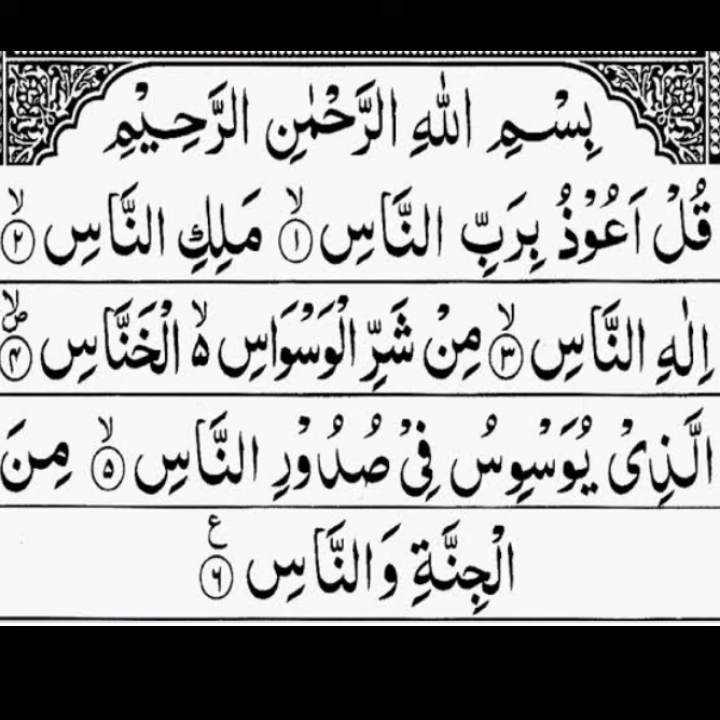 بِسْمِ اللّٰهِ الرَّحْمٰنِ الرَّحِیْمِ
قُلْ اَعُوْذُ بِرَبِّ النَّاسِ ۙ﴿۱﴾ مَلِكِ النَّاسِ ۙ﴿۲﴾
اِلٰهِ النَّاسِ ۙ﴿۳﴾ مِنْ شَرِّ الْوَسْوَاسِ ۙ۬ الْخَنَّاسِ ۪ۙ﴿۴﴾
الَّذِیْ یُوَسْوِسُ فِیْ صُدُوْرِ النَّاسِ ۙ﴿۵﴾ مِنَ
الْجِنَّةِ وَالنَّاسِ ﴿۶﴾ ع